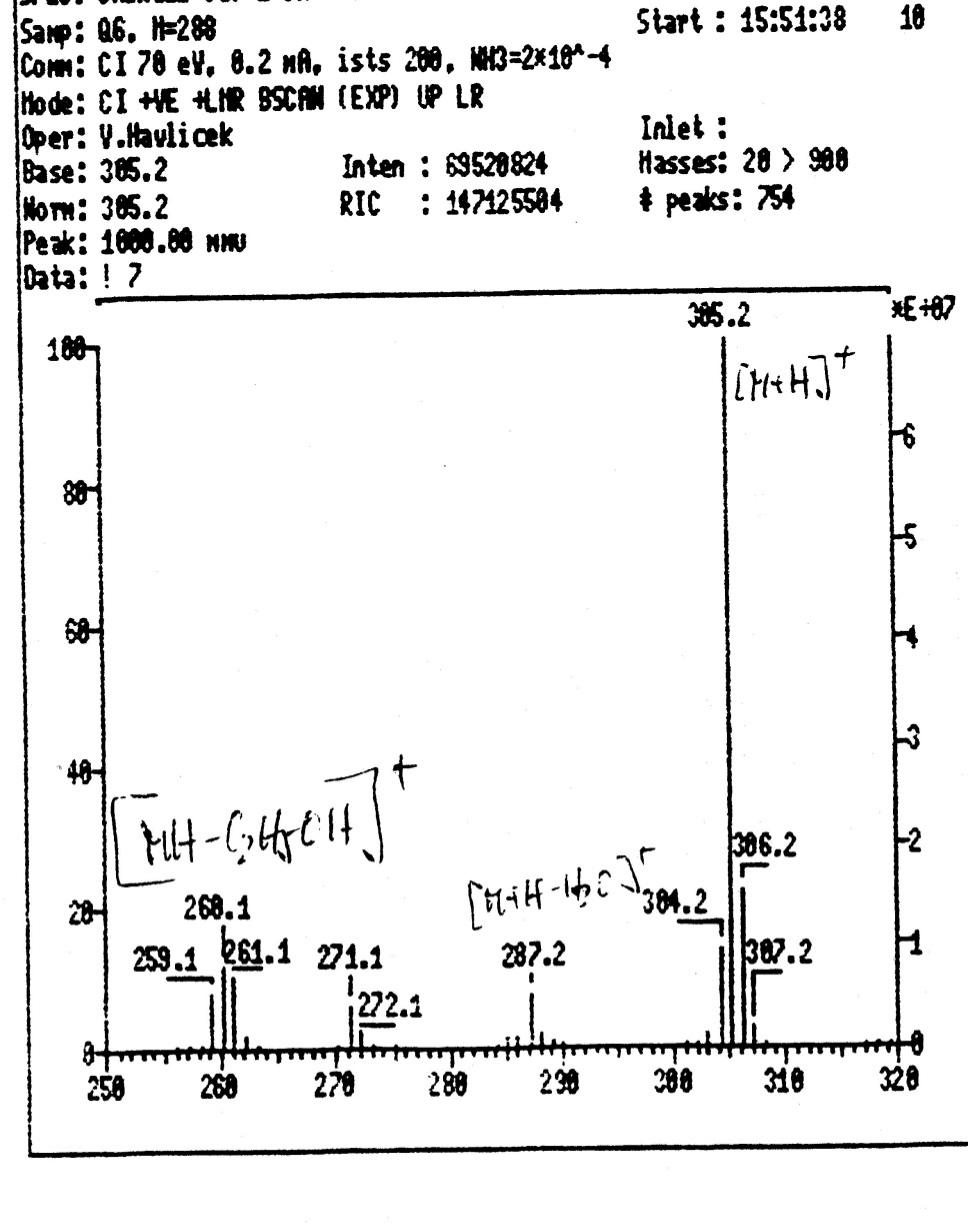 Samp: Q6, M=288 Start : 15:51:38 10
Comm: CI 70 eV, 0.2 mA, ists 200, NH3=2*10^-4
Mode: CI +VE +LMR BSCAN (EXP) UP LR
Oper: V.Havlicek Inlet :
Base: 305.2 Inten : 69520824 Masses: 20 > 900
Norm: 305.2 RIC : 147125504 # peaks: 754
Peak: 1000.00 mmu
Data: ! 7
305.2 *E+07
100
[M+H]+
6
80
5
60
4
3
40
[MH-C2H5OH]+
2
306.2
[M+H-H2O]+
304.2
20
260.1
1
259.1 261.1 271.1 287.2 307.2
272.1
0 0
250 260 270 280 290 300 310 320